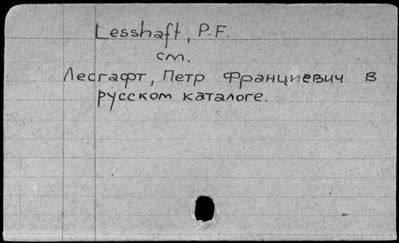 Lesshaft, P.F.
см.
Лесгафт, Петр Францевич в
русском каталоге.